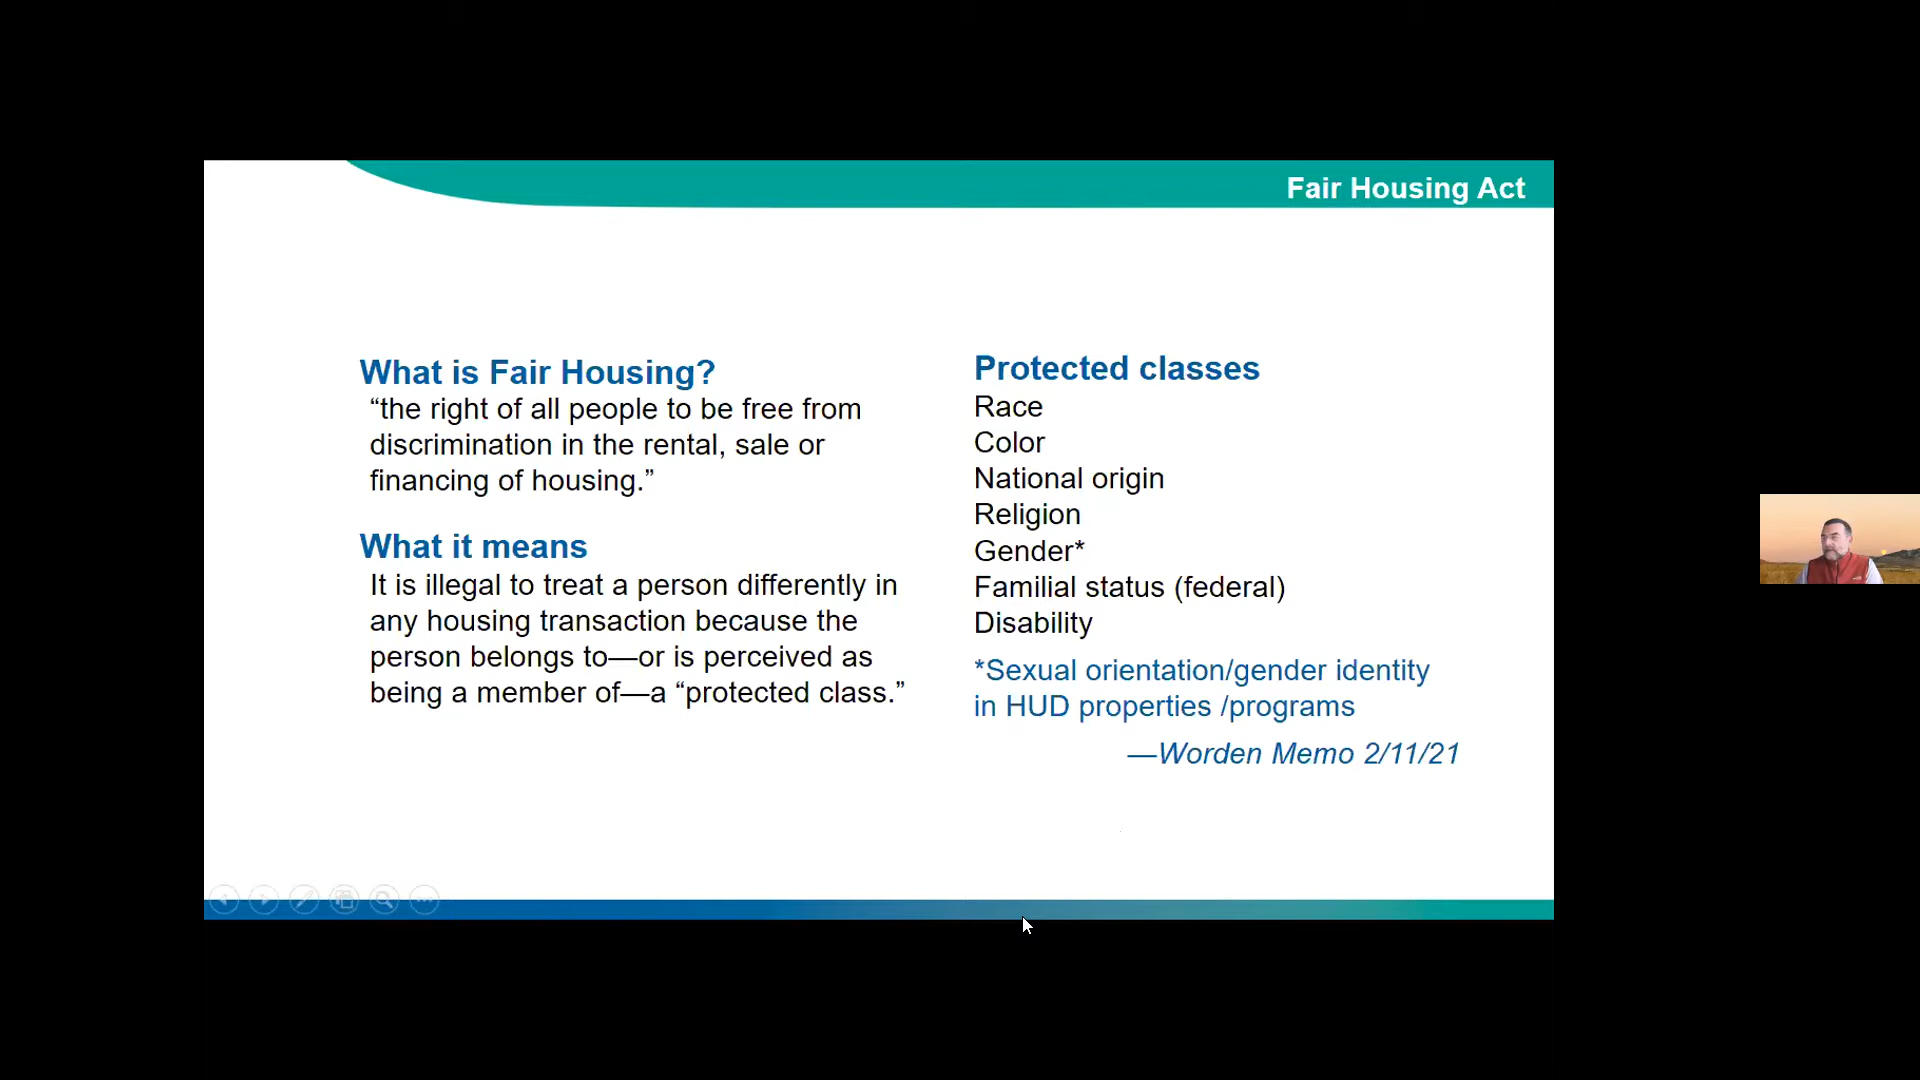 Fair Housing Act
What is Fair Housing?
“the right of all people to be free from
discrimination in the rental, sale or
financing of housing.”
What it means
It is illegal to treat a person differently in
any housing transaction because the
person belongs to—or is perceived as
being a member of—a “protected class.”
Protected classes
Race
Color
National origin
Religion
Gender*
Familial status (federal)
Disability
*Sexual orientation/gender identity
in HUD properties /programs
—Worden Memo 2/11/21